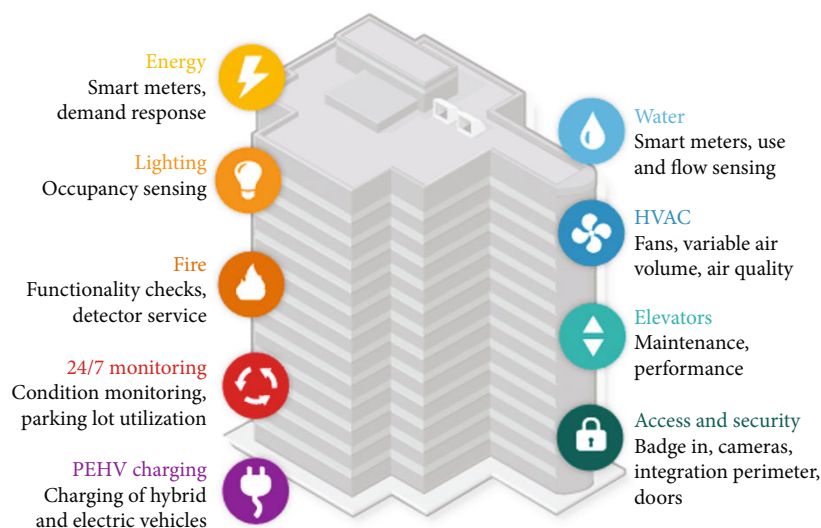 Energy
Smart meters,
demand response
Lighting
Occupancy sensing
Fire
Functionality checks,
detector service
24/7 monitoring
Condition monitoring,
parking lot utilization
PEHV charging
Charging of hybrid
and electric vehicles
Water
Smart meters, use
and flow sensing
HVAC
Fans, variable air
volume, air quality
Elevators
Maintenance,
performance
Access and security
Badge in, cameras,
integration perimeter,
doors